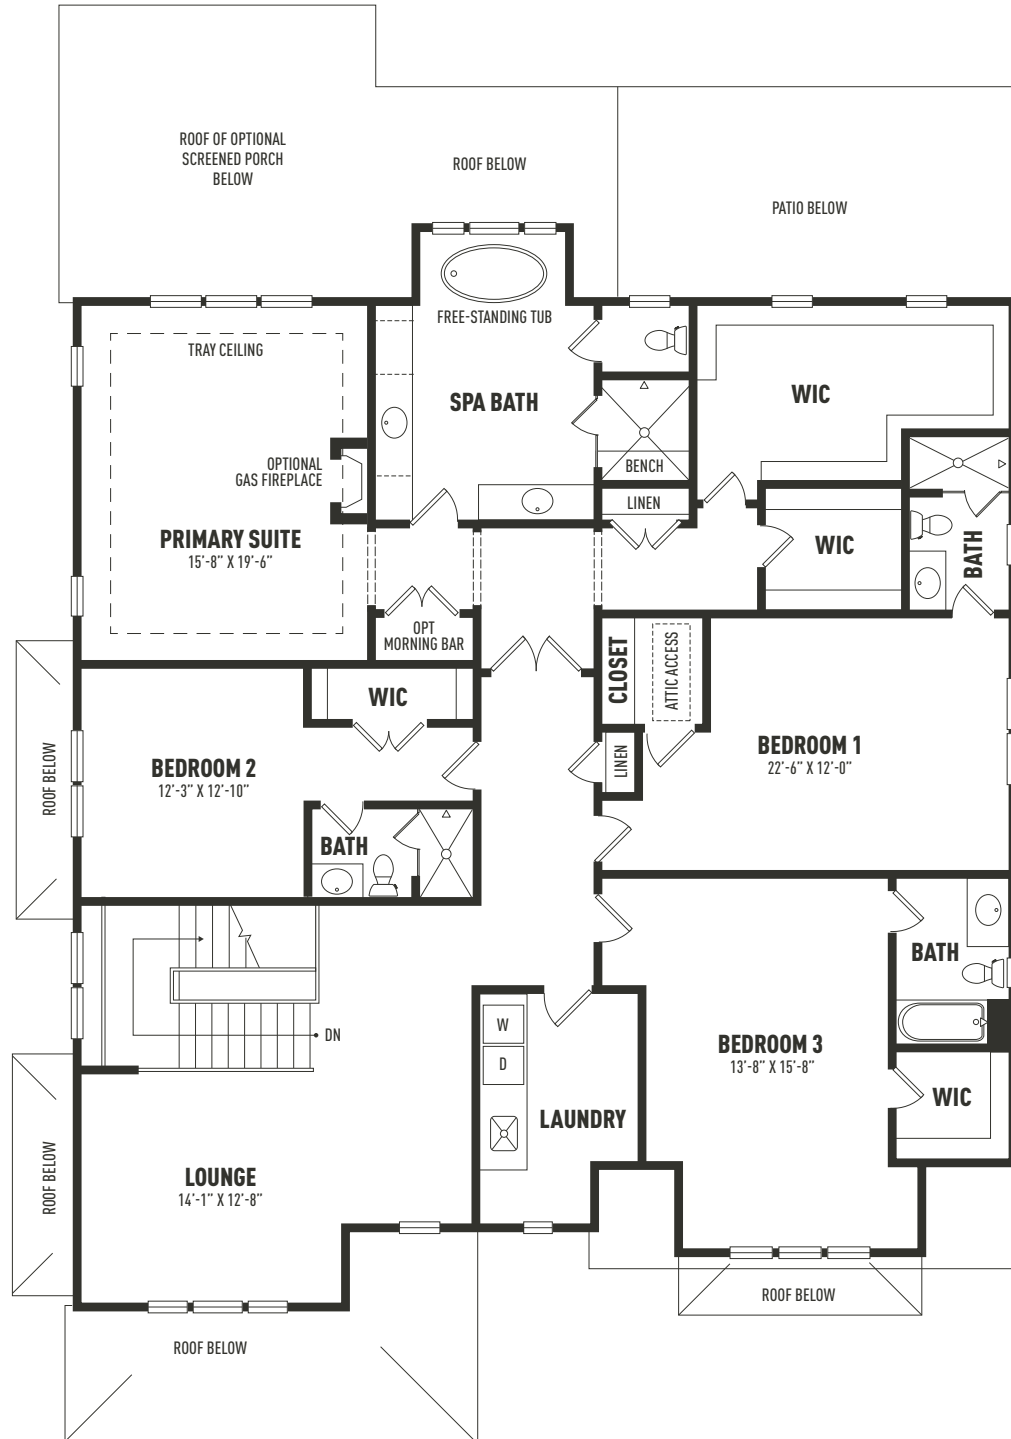 ROOF OF OPTIONAL
SCREENED PORCH
BELOW
ROOF BELOW
PATIO BELOW
FREE-STANDING TUB
TRAY CEILING
SPA BATH
WIC
OPTIONAL
GAS FIREPLACE
BENCH
LINEN
PRIMARY SUITE
15'-8" X 19'-6"
WIC
BATH
OPT
MORNING BAR
CLOSET
ATTIC ACCESS
WIC
BEDROOM 2
12'-3" X 12'-10"
LINEN
BEDROOM 1
22'-6" X 12'-0"
ROOF BELOW
BATH
BATH
DN
W
D
BEDROOM 3
13'-8" X 15'-8"
WIC
LAUNDRY
LOUNGE
14'-1" X 12'-8"
ROOF BELOW
ROOF BELOW
ROOF BELOW